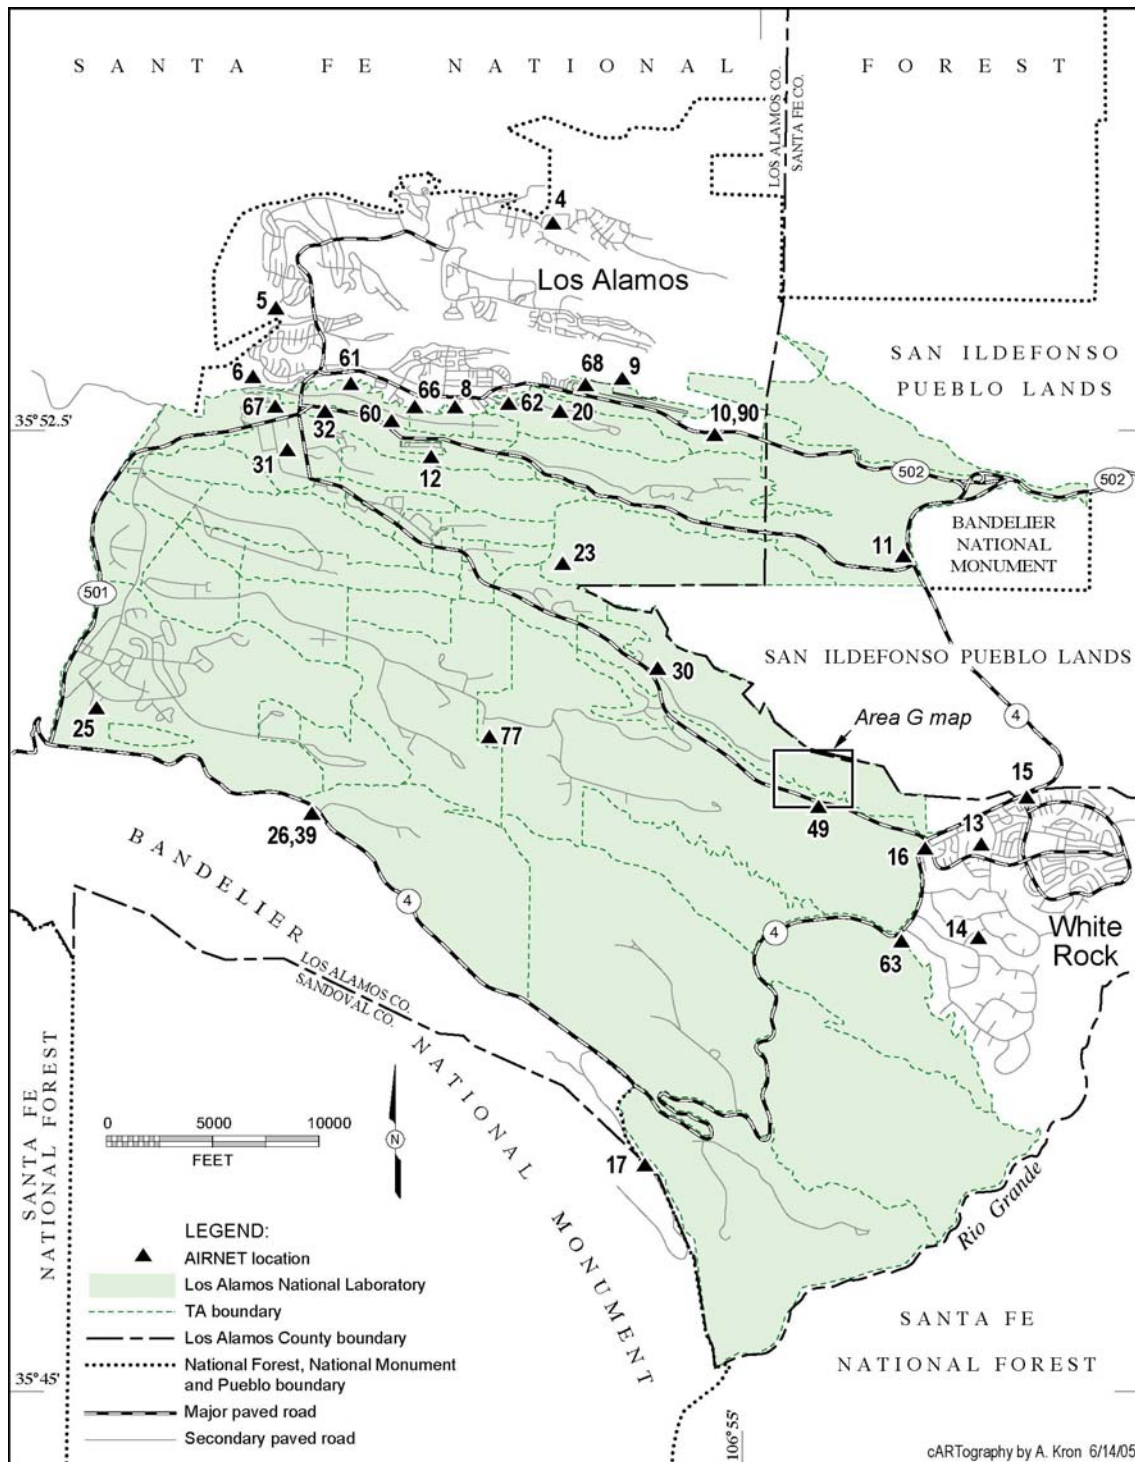 SANTA FE NATIONAL FOREST
LOS ALAMOS CO.
SANTA FE CO.
4
Los Alamos
5
SAN ILDEFONSO
PUEBLO LANDS
61
68
9
6
66
8
67
62
20
10,90
35°52.5'
32
60
31
12
502
502
BANDELIER
NATIONAL
MONUMENT
11
23
501
SAN ILDEFONSO PUEBLO LANDS
30
25
4
Area G map
77
15
26,39
49
13
16
BANDELIER NATIONAL MONUMENT
4
4
14
White
Rock
63
LOS ALAMOS CO.
SANDOVAL CO.
SANTA FE
NATIONAL FOREST
0 5000 10000
FEET
N
17
Rio Grande
LEGEND:
AIRNET location
Los Alamos National Laboratory
TA boundary
Los Alamos County boundary
National Forest, National Monument
and Pueblo boundary
Major paved road
Secondary paved road
SANTA FE
NATIONAL FOREST
35°45'
106°55'
cARTography by A. Kron 6/14/05